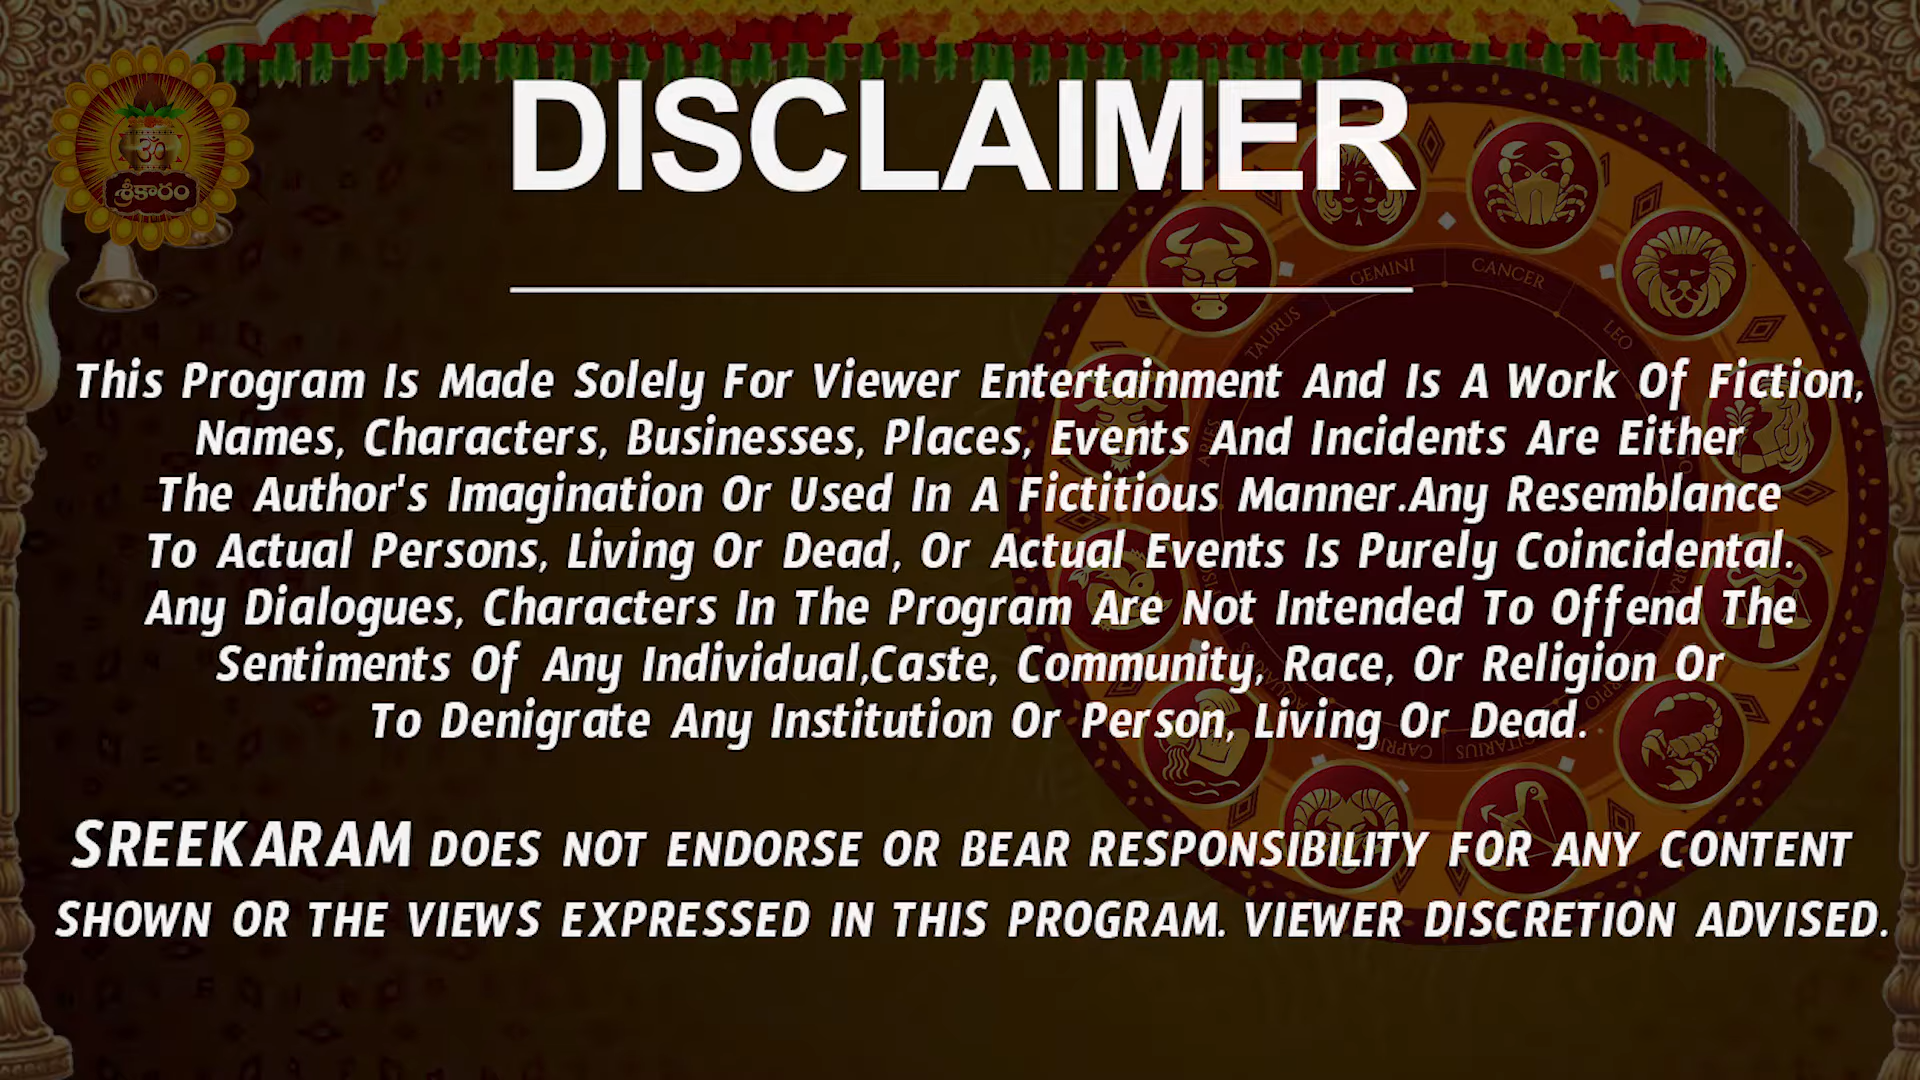 శ్రీకారం
DISCLAIMER
GEMINI
CANCER
TAURUS
LEO
This Program Is Made Solely For Viewer Entertainment And Is A Work Of Fiction,
Names, Characters, Businesses, Places, Events And Incidents Are Either
The Author's Imagination Or Used In A Fictitious Manner.Any Resemblance
To Actual Persons, Living Or Dead, Or Actual Events Is Purely Coincidental.
Any Dialogues, Characters In The Program Are Not Intended To Offend The
Sentiments Of Any Individual,Caste, Community, Race, Or Religion Or
To Denigrate Any Institution Or Person, Living Or Dead.
SREEKARAM DOES NOT ENDORSE OR BEAR RESPONSIBILITY FOR ANY CONTENT
SHOWN OR THE VIEWS EXPRESSED IN THIS PROGRAM. VIEWER DISCRETION ADVISED.